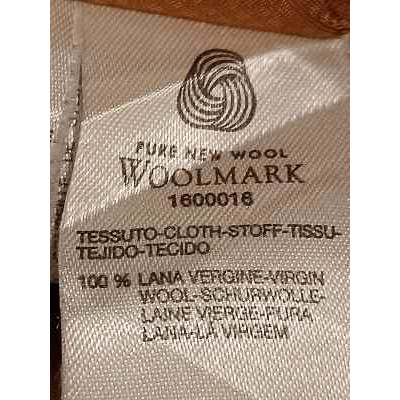 PURE NEW WOOL
WOOLMARK
1600016
TESSUTO-CLOTH-STOFF-TISSU-
TEJIDO-TECIDO
100 % LANA VERGINE-VIRGIN
WOOL-SCHURWOLLE-
LAINE VIERGE-PURA
LANA-LA VIRGEM